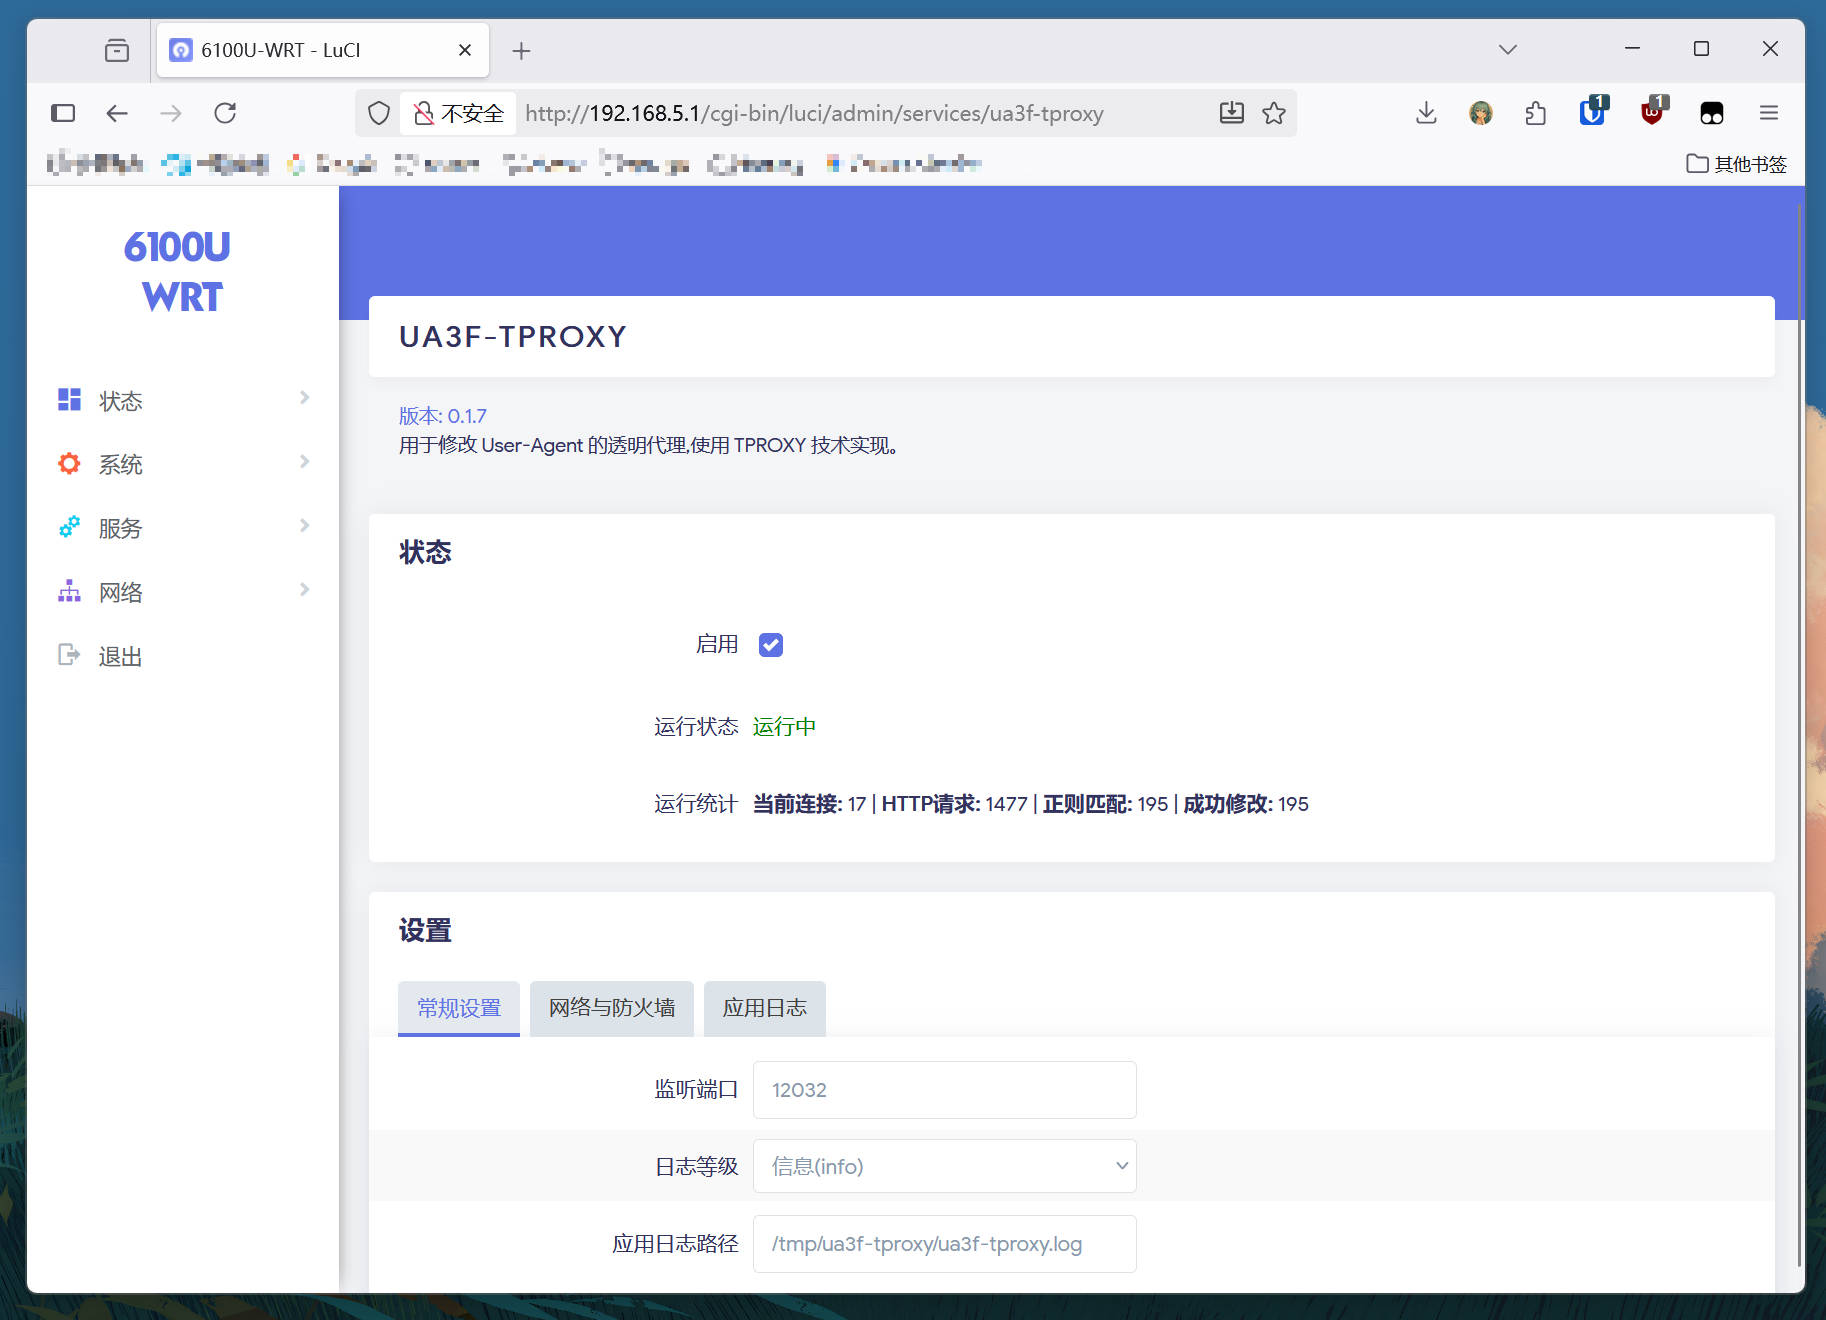 6100U-WRT - LuCI
不安全 http://192.168.5.1/cgi-bin/luci/admin/services/ua3f-tproxy
1
1
其他书签
6100U
WRT
状态
系统
服务
网络
退出
UA3F-TPROXY
版本: 0.1.7
用于修改 User-Agent 的透明代理,使用 TPROXY 技术实现。
状态
启用
运行状态 运行中
运行统计 当前连接: 17 | HTTP请求: 1477 | 正则匹配: 195 | 成功修改: 195
设置
常规设置 网络与防火墙 应用日志
监听端口 12032
日志等级 信息(info)
应用日志路径 /tmp/ua3f-tproxy/ua3f-tproxy.log